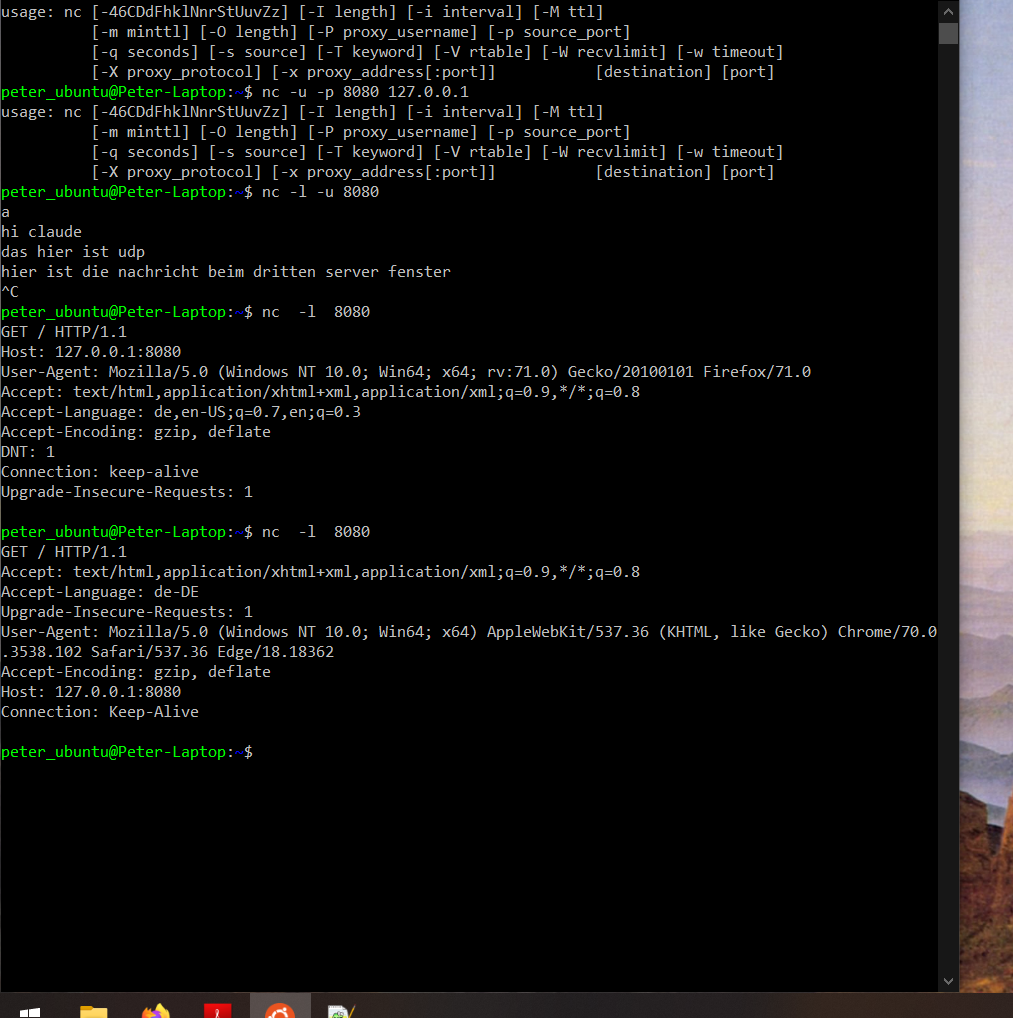 usage: nc [-46CDdFhklNnrStUuvZz] [-I length] [-i interval] [-M ttl]
[-m minttl] [-O length] [-P proxy_username] [-p source_port]
[-q seconds] [-s source] [-T keyword] [-V rtable] [-W recvlimit] [-w timeout]
[-X proxy_protocol] [-x proxy_address[:port]] [destination] [port]
peter_ubuntu@Peter-Laptop:~$ nc -u -p 8080 127.0.0.1
usage: nc [-46CDdFhklNnrStUuvZz] [-I length] [-i interval] [-M ttl]
[-m minttl] [-O length] [-P proxy_username] [-p source_port]
[-q seconds] [-s source] [-T keyword] [-V rtable] [-W recvlimit] [-w timeout]
[-X proxy_protocol] [-x proxy_address[:port]] [destination] [port]
peter_ubuntu@Peter-Laptop:~$ nc -l -u 8080
a
hi claude
das hier ist udp
hier ist die nachricht beim dritten server fenster
^C
peter_ubuntu@Peter-Laptop:~$ nc  -l  8080
GET / HTTP/1.1
Host: 127.0.0.1:8080
User-Agent: Mozilla/5.0 (Windows NT 10.0; Win64; x64; rv:71.0) Gecko/20100101 Firefox/71.0
Accept: text/html,application/xhtml+xml,application/xml;q=0.9,*/*;q=0.8
Accept-Language: de,en-US;q=0.7,en;q=0.3
Accept-Encoding: gzip, deflate
DNT: 1
Connection: keep-alive
Upgrade-Insecure-Requests: 1
peter_ubuntu@Peter-Laptop:~$ nc  -l  8080
GET / HTTP/1.1
Accept: text/html,application/xhtml+xml,application/xml;q=0.9,*/*;q=0.8
Accept-Language: de-DE
Upgrade-Insecure-Requests: 1
User-Agent: Mozilla/5.0 (Windows NT 10.0; Win64; x64) AppleWebKit/537.36 (KHTML, like Gecko) Chrome/70.0
.3538.102 Safari/537.36 Edge/18.18362
Accept-Encoding: gzip, deflate
Host: 127.0.0.1:8080
Connection: Keep-Alive
peter_ubuntu@Peter-Laptop:~$